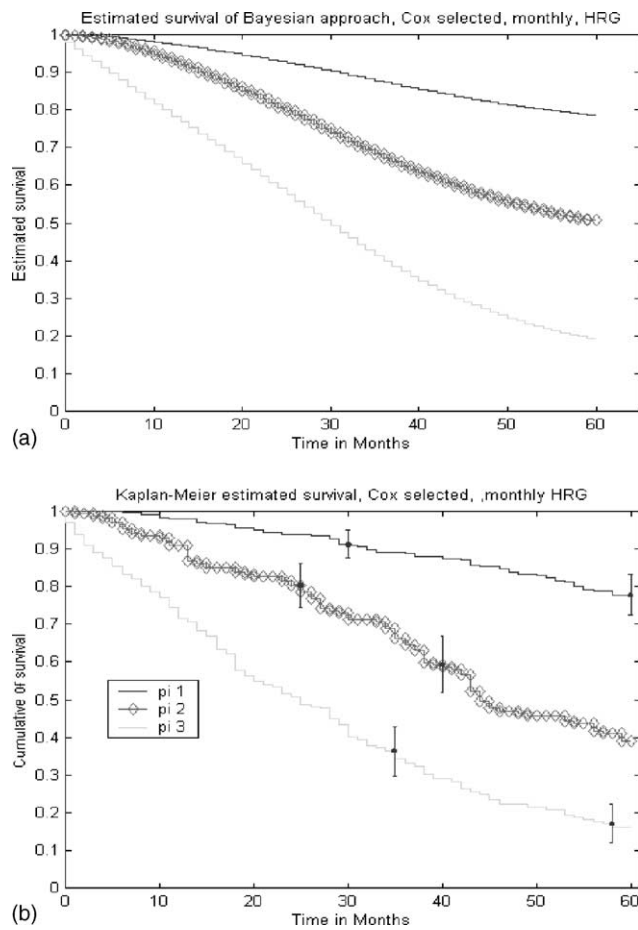 Estimated survival of Bayesian approach, Cox selected, monthly, HRG
1
0.9
0.8
0.7
0.6
0.5
0.4
0.3
0.2
0.1
0
Estimated survival
0 10 20 30 40 50 60
Time in Months
(a)
Kaplan-Meier estimated survival, Cox selected, ,monthly HRG
1
0.9
0.8
0.7
0.6
0.5
0.4
0.3
0.2
0.1
0
Cumulative of survival
pi 1
pi 2
pi 3
0 10 20 30 40 50 60
Time in Months
(b)